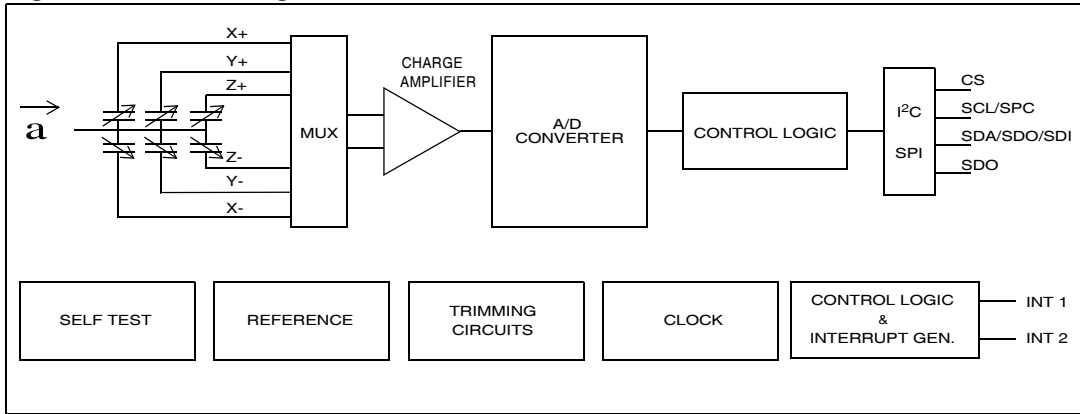 X+
Y+
Z+
a
Z-
Y-
X-
MUX
CHARGE
AMPLIFIER
A/D
CONVERTER
CONTROL LOGIC
I²C
SPI
CS
SCL/SPC
SDA/SDO/SDI
SDO
SELF TEST
REFERENCE
TRIMMING
CIRCUITS
CLOCK
CONTROL LOGIC
&
INTERRUPT GEN.
INT 1
INT 2